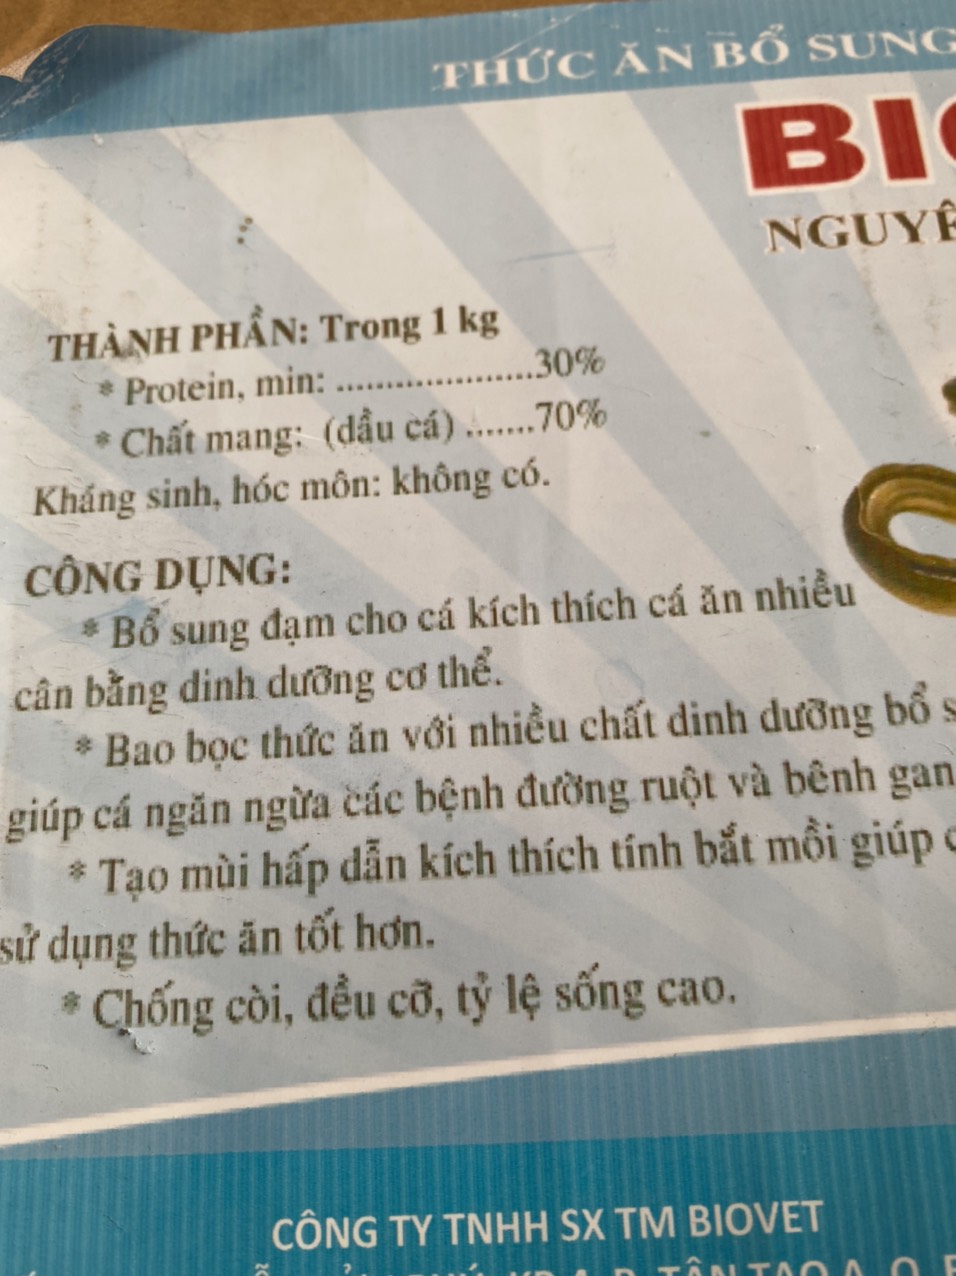 THỨC ĂN BỔ SUNG
BIO
NGUYÊ
THÀNH PHẦN: Trong 1 kg
* Protein, min: ....................30%
* Chất mang: (dầu cá) .......70%
Kháng sinh, hóc môn: không có.
CÔNG DỤNG:
* Bổ sung đạm cho cá kích thích cá ăn nhiều
cân bằng dinh dưỡng cơ thể.
* Bao bọc thức ăn với nhiều chất dinh dưỡng bổ s
giúp cá ngăn ngừa các bệnh đường ruột và bênh gan
* Tạo mùi hấp dẫn kích thích tính bắt mồi giúp c
sử dụng thức ăn tốt hơn.
* Chống còi, đều cỡ, tỷ lệ sống cao.
CÔNG TY TNHH SX TM BIOVET
TÂN TẠO A, Q.